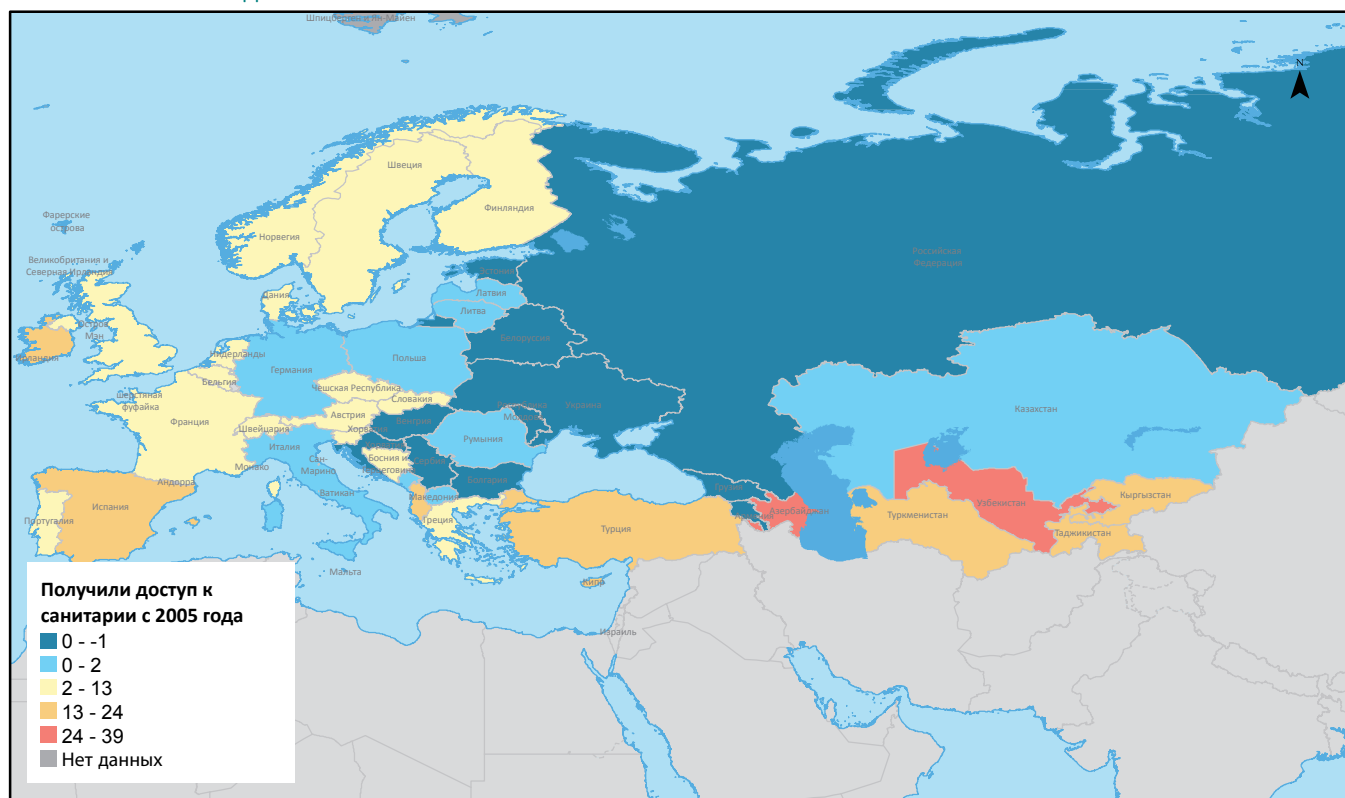 Шпицберген и Ян-Майен
N
Швеция
Финляндия
Норвегия
Фарерские
острова
Российская
Федерация
Великобритания и
Северная Ирландия
Эстония
Латвия
Дания
Литва
Остров
Мэн
Ирландия
Белоруссия
Нидерланды
Польша
Германия
Бельгия
Чешская Республика
Шерстяная
фуфайка
Словакия
Республика
Молдова
Украина
Казахстан
Австрия
Франция
Венгрия
Швейцария
Хорватия
Румыния
Италия
Босния и
Герцеговина
Сербия
Монако
Сан-
Марино
Болгария
Грузия
Андорра
Ватикан
Македония
Кыргызстан
Испания
Узбекистан
Азербайджан
Армения
Туркменистан
Португалия
Греция
Турция
Таджикистан
Мальта
Кипр
Израиль
Получили доступ к
санитарии с 2005 года
0 - -1
0 - 2
2 - 13
13 - 24
24 - 39
Нет данных